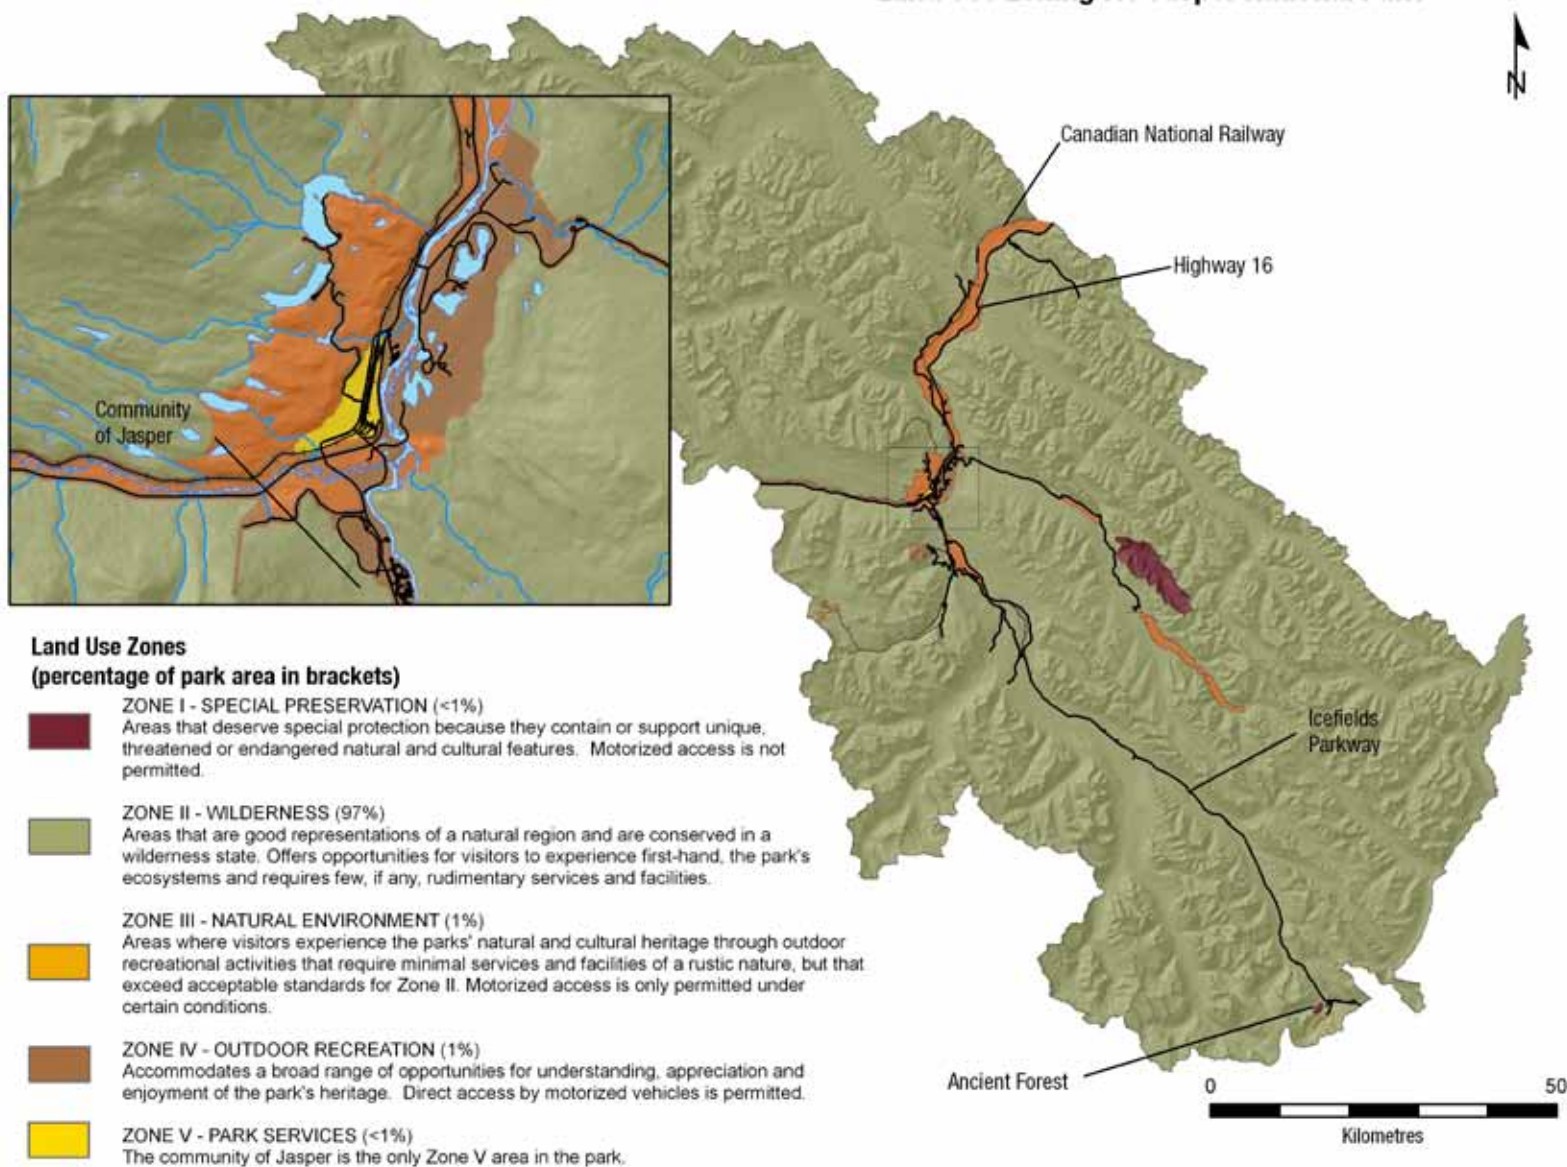 N
Canadian National Railway
Highway 16
Community
of Jasper
Icefields
Parkway
Ancient Forest
0
50
Kilometres
Land Use Zones
(percentage of park area in brackets)
ZONE I - SPECIAL PRESERVATION (<1%)
Areas that deserve special protection because they contain or support unique,
threatened or endangered natural and cultural features. Motorized access is not
permitted.
ZONE II - WILDERNESS (97%)
Areas that are good representations of a natural region and are conserved in a
wilderness state. Offers opportunities for visitors to experience first-hand, the park's
ecosystems and requires few, if any, rudimentary services and facilities.
ZONE III - NATURAL ENVIRONMENT (1%)
Areas where visitors experience the parks' natural and cultural heritage through outdoor
recreational activities that require minimal services and facilities of a rustic nature, but that
exceed acceptable standards for Zone II. Motorized access is only permitted under
certain conditions.
ZONE IV - OUTDOOR RECREATION (1%)
Accommodates a broad range of opportunities for understanding, appreciation and
enjoyment of the park's heritage. Direct access by motorized vehicles is permitted.
ZONE V - PARK SERVICES (<1%)
The community of Jasper is the only Zone V area in the park.